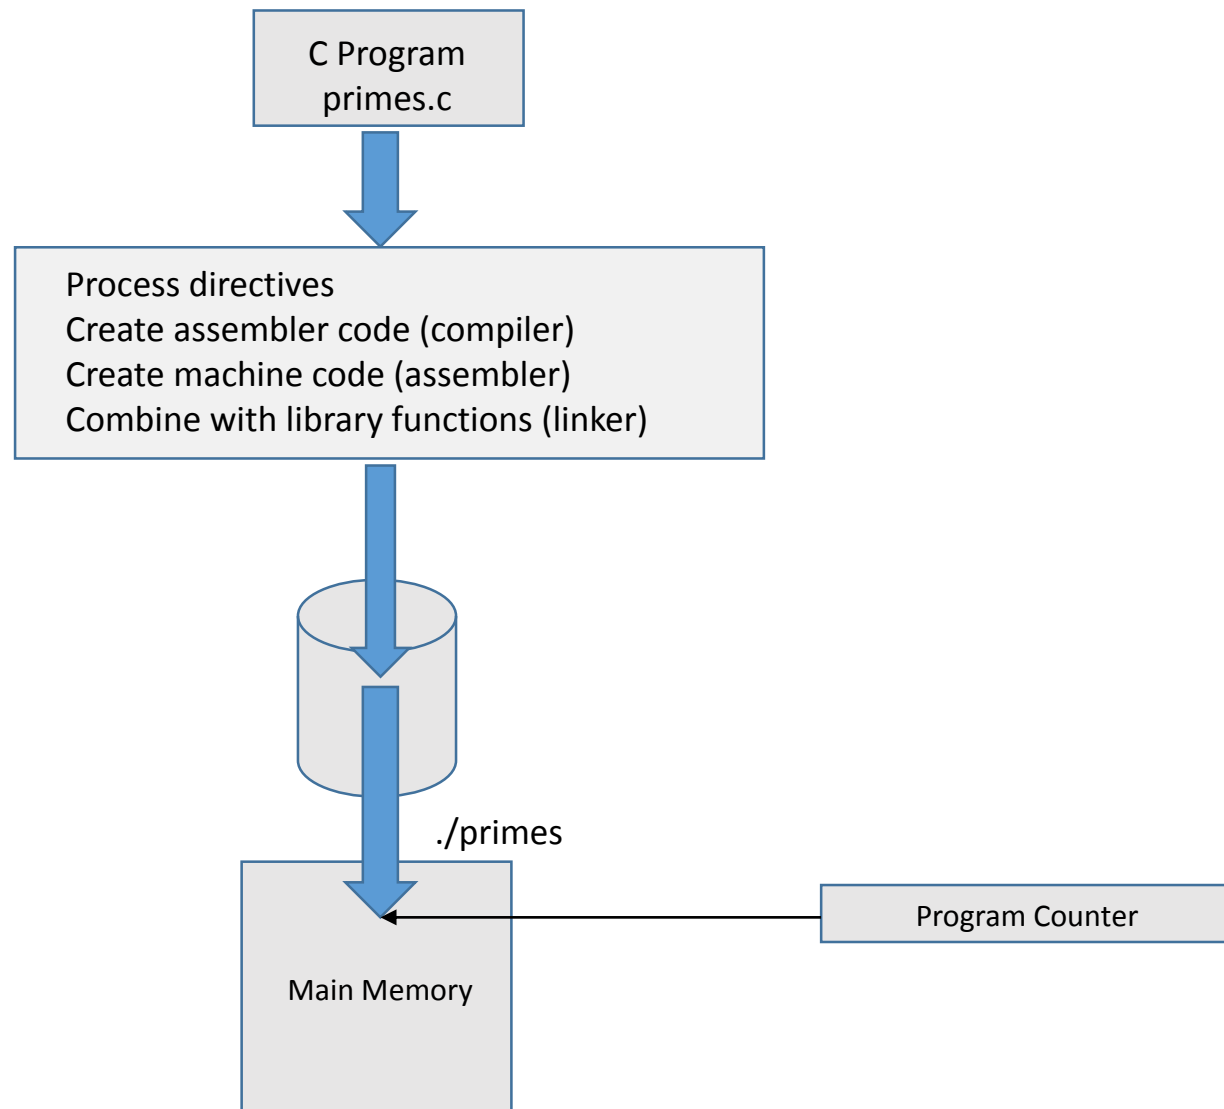 C Program
primes.c
Process directives
Create assembler code (compiler)
Create machine code (assembler)
Combine with library functions (linker)
./primes
Program Counter
Main Memory